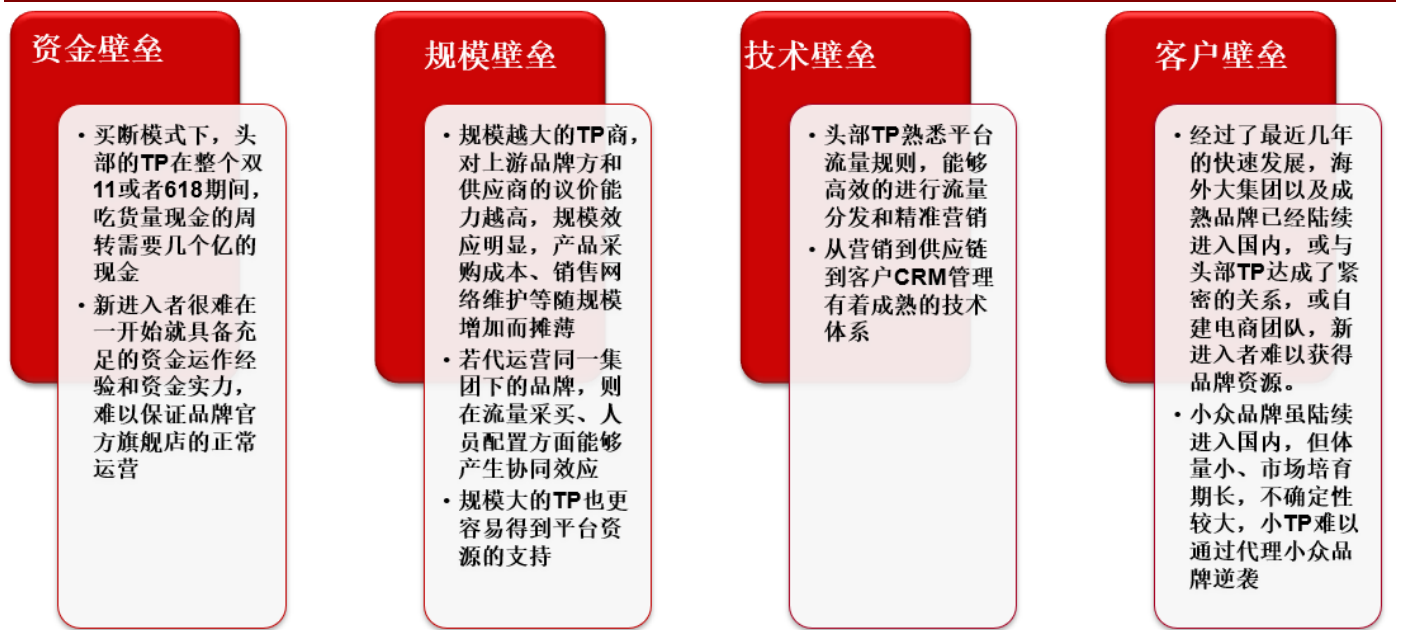 资金壁垒
• 买断模式下，头
部的TP在整个双
11或者618期间，
吃货量现金的周
转需要几个亿的
现金
• 新进入者很难在
一开始就具备充
足的资金运作经
验和资金实力，
难以保证品牌官
方旗舰店的正常
运营
规模壁垒
• 规模越大的TP商，
对上游品牌方和
供应商的议价能
力越高，规模效
应明显，产品采
购成本、销售网
络维护等随规模
增加而摊薄
• 若代运营同一集
团下的品牌，则
在流量采买、人
员配置方面能够
产生协同效应
• 规模大的TP也更
容易得到平台资
源的支持
技术壁垒
• 头部TP熟悉平台
流量规则，能够
高效的进行流量
分发和精准营销
• 从营销到供应链
到客户CRM管理
有着成熟的技术
体系
客户壁垒
• 经过了最近几年
的快速发展，海
外大集团以及成
熟品牌已经陆续
进入国内，或与
头部TP达成了紧
密的关系，或自
建电商团队，新
进入者难以获得
品牌资源。
• 小众品牌虽陆续
进入国内，但体
量小、市场培育
期长，不确定性
较大，小TP难以
通过代理小众品
牌逆袭